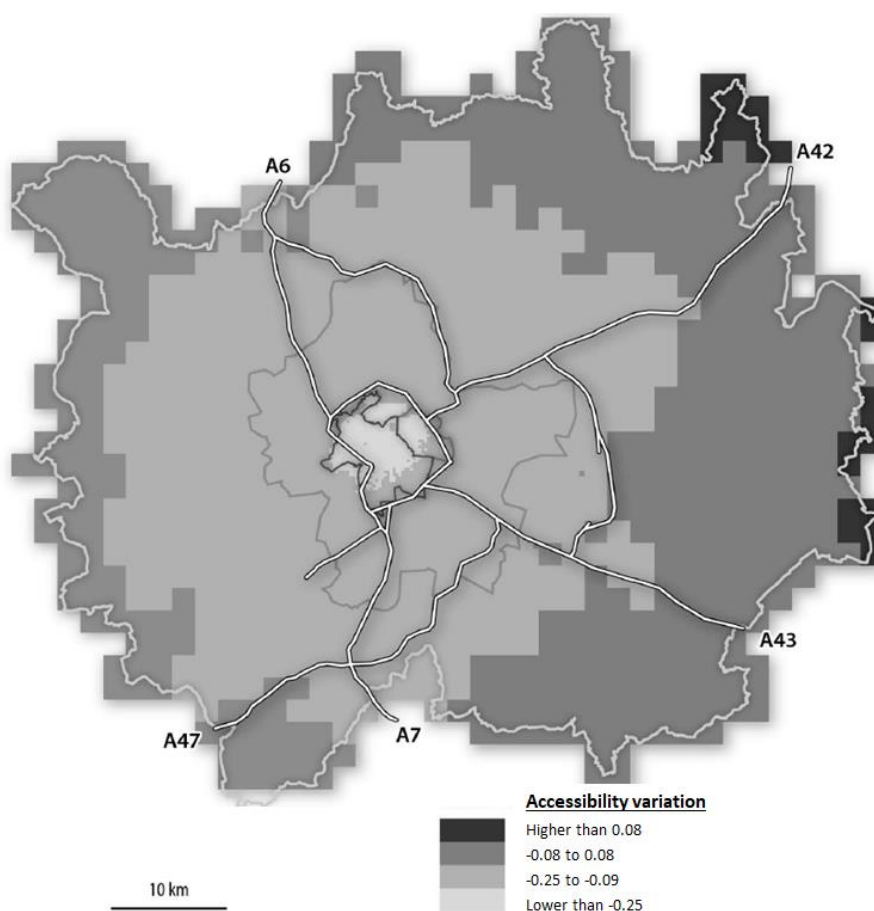 A42
A6
A43
A7
A47
Accessibility variation
Higher than 0.08
-0.08 to 0.08
-0.25 to -0.09
Lower than -0.25
10 km